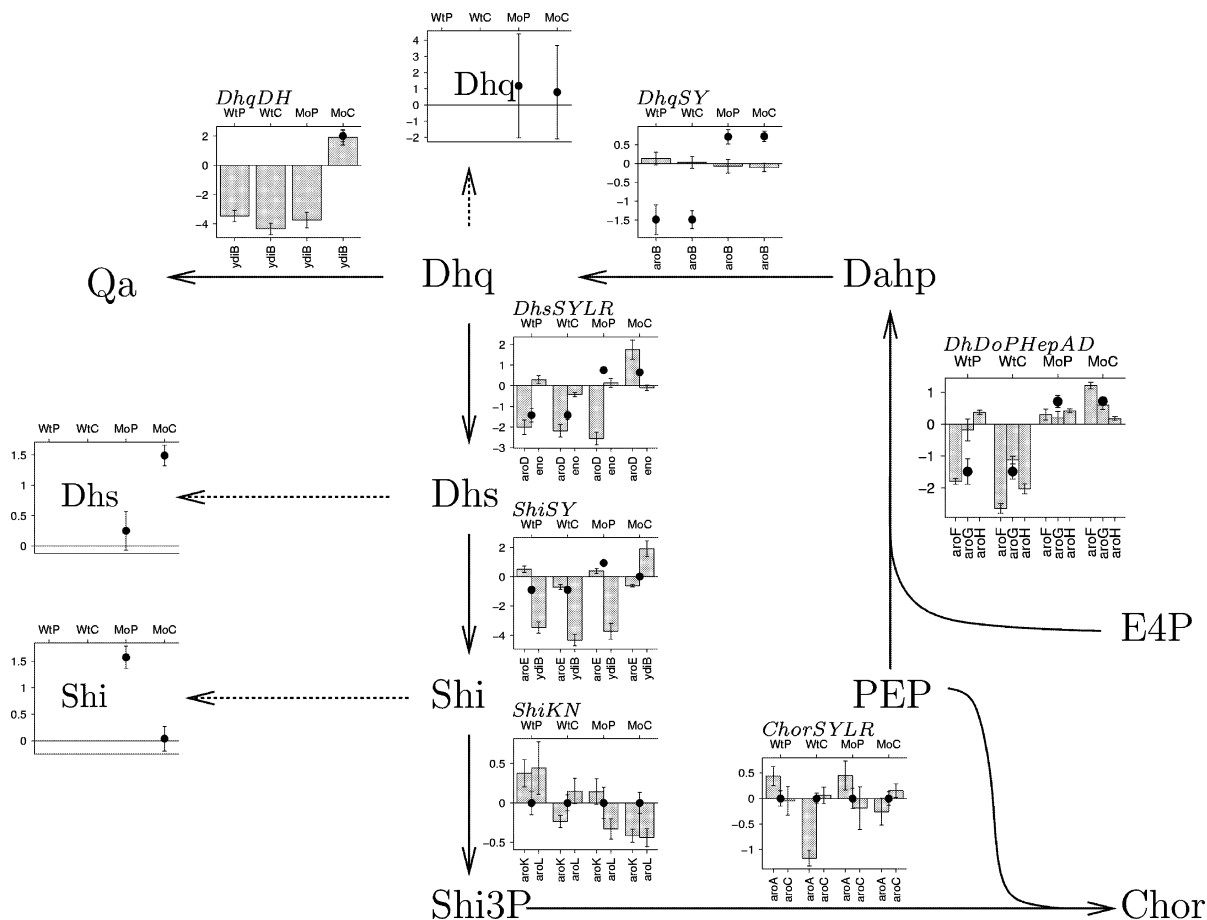 WtP WtC MoP MoC
4
3
2
1
0
−1
−2
Dhq
DhqDH
WtP WtC MoP MoC
2
0
−2
−4
ydiB ydiB ydiB ydiB
DhqSY
WtP WtC MoP MoC
0.5
0
−0.5
−1
−1.5
aroB aroB aroB aroB
Qa
Dhq
Dahp
DhsSYLR
WtP WtC MoP MoC
2
1
0
−1
−2
−3
aroD eno aroD eno aroD eno aroD eno
DhDoPHepAD
WtP WtC MoP MoC
1
0
−1
−2
aroF aroG aroH aroF aroG aroH aroF aroG aroH aroF aroG aroH
WtP WtC MoP MoC
1.5
1
0.5
0
Dhs
Dhs
ShiSY
WtP WtC MoP MoC
2
0
−2
−4
aroE ydiB aroE ydiB aroE ydiB aroE ydiB
E4P
WtP WtC MoP MoC
1.5
1
0.5
0
Shi
Shi
PEP
ShiKN
WtP WtC MoP MoC
0.5
0
−0.5
aroK aroL aroK aroL aroK aroL aroK aroL
ChorSYLR
WtP WtC MoP MoC
0.5
0
−0.5
−1
aroA aroC aroA aroC aroA aroC aroA aroC
Shi3P
Chor